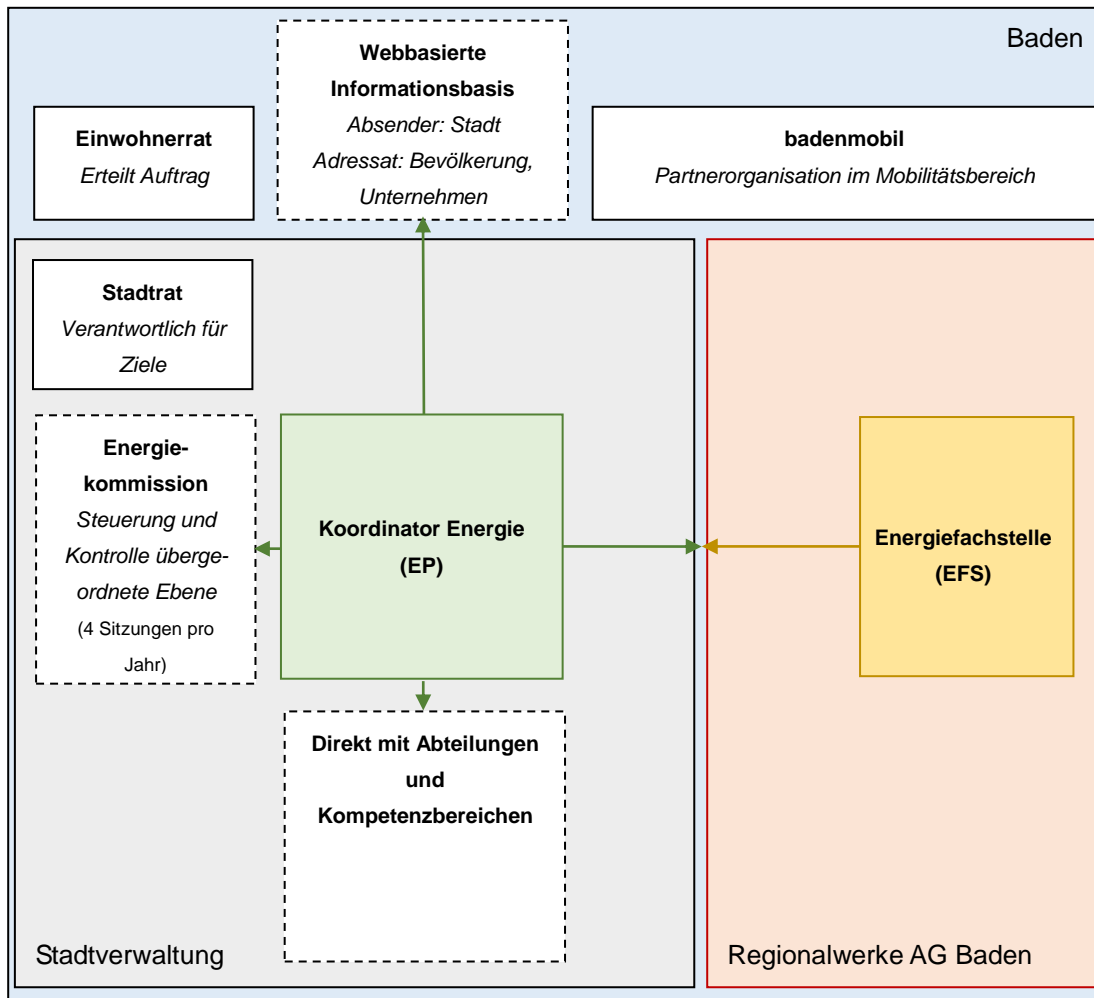 Baden
Webbasierte
Informationsbasis
Absender: Stadt
Adressat: Bevölkerung,
Unternehmen
Einwohnerrat
Erteilt Auftrag
badenmobil
Partnerorganisation im Mobilitätsbereich
Stadtrat
Verantwortlich für
Ziele
Energie-
kommission
Steuerung und
Kontrolle überge-
ordnete Ebene
(4 Sitzungen pro
Jahr)
Koordinator Energie
(EP)
Energiefachstelle
(EFS)
Direkt mit Abteilungen
und
Kompetenzbereichen
Stadtverwaltung
Regionalwerke AG Baden